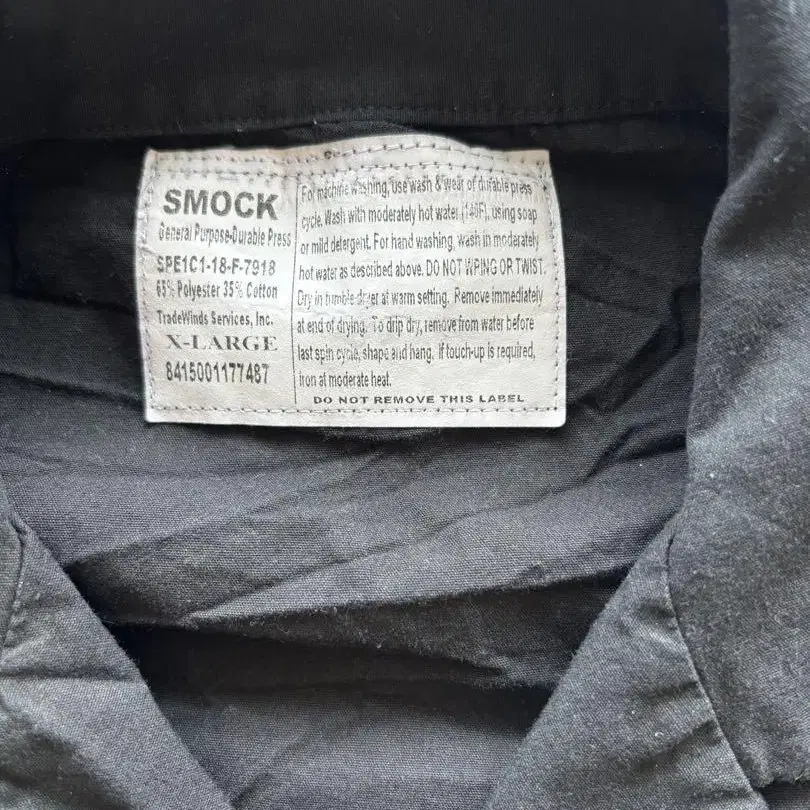 SMOCK
General Purpose-Durable Press
SPE1C1-18-F-7918
65% Polyester 35% Cotton
TradeWinds Services, Inc.
X-LARGE
8415001177487
For machine washing, use wash & wear of durable press
cycle. Wash with moderately hot water (140F), using soap
or mild detergent. For hand washing, wash in moderately
hot water as described above. DO NOT WRING OR TWIST.
Dry in tumble dryer at warm setting. Remove immediately
at end of drying. To drip dry, remove from water before
last spin cycle, shape and hang. If touch-up is required,
iron at moderate heat.
DO NOT REMOVE THIS LABEL